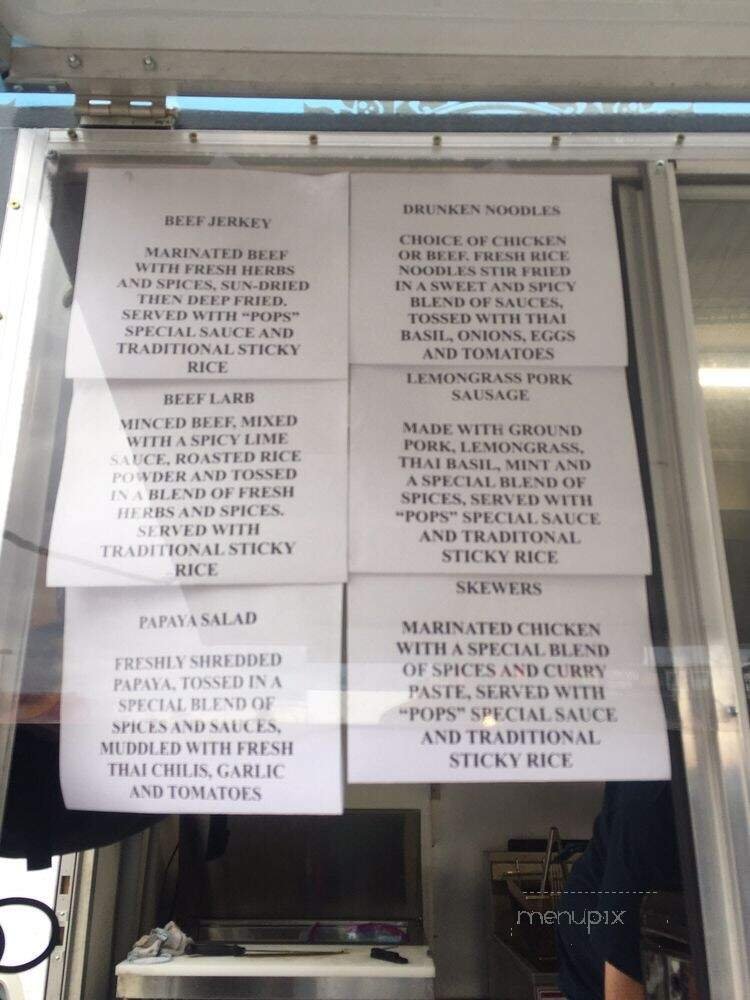 BEEF JERKEY
MARINATED BEEF
WITH FRESH HERBS
AND SPICES, SUN-DRIED
THEN DEEP FRIED.
SERVED WITH “POPS”
SPECIAL SAUCE AND
TRADITIONAL STICKY
RICE
BEEF LARB
MINCED BEEF, MIXED
WITH A SPICY LIME
SAUCE, ROASTED RICE
POWDER AND TOSSED
IN A BLEND OF FRESH
HERBS AND SPICES.
SERVED WITH
TRADITIONAL STICKY
RICE
PAPAYA SALAD
FRESHLY SHREDDED
PAPAYA, TOSSED IN A
SPECIAL BLEND OF
SPICES AND SAUCES,
MUDDLED WITH FRESH
THAI CHILIS, GARLIC
AND TOMATOES
DRUNKEN NOODLES
CHOICE OF CHICKEN
OR BEEF. FRESH RICE
NOODLES STIR FRIED
IN A SWEET AND SPICY
BLEND OF SAUCES,
TOSSED WITH THAI
BASIL, ONIONS, EGGS
AND TOMATOES
LEMONGRASS PORK
SAUSAGE
MADE WITH GROUND
PORK, LEMONGRASS,
THAI BASIL, MINT AND
A SPECIAL BLEND OF
SPICES, SERVED WITH
“POPS” SPECIAL SAUCE
AND TRADITONAL
STICKY RICE
SKEWERS
MARINATED CHICKEN
WITH A SPECIAL BLEND
OF SPICES AND CURRY
PASTE, SERVED WITH
“POPS” SPECIAL SAUCE
AND TRADITIONAL
STICKY RICE
menupix